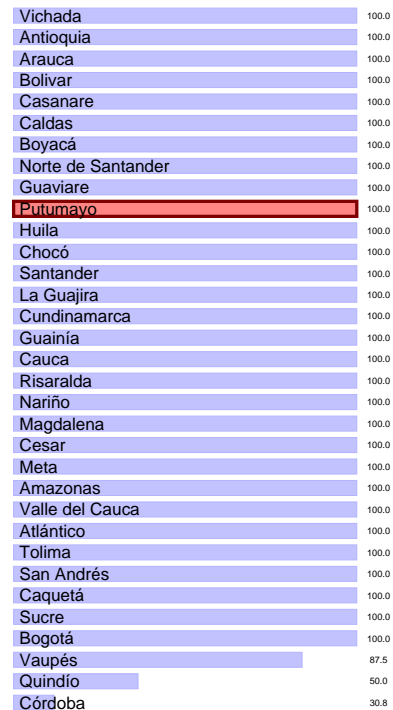 Vichada 100.0
Antioquia 100.0
Arauca 100.0
Bolivar 100.0
Casanare 100.0
Caldas 100.0
Boyacá 100.0
Norte de Santander 100.0
Guaviare 100.0
Putumayo 100.0
Huila 100.0
Chocó 100.0
Santander 100.0
La Guajira 100.0
Cundinamarca 100.0
Guainía 100.0
Cauca 100.0
Risaralda 100.0
Nariño 100.0
Magdalena 100.0
Cesar 100.0
Meta 100.0
Amazonas 100.0
Valle del Cauca 100.0
Atlántico 100.0
Tolima 100.0
San Andrés 100.0
Caquetá 100.0
Sucre 100.0
Bogotá 100.0
Vaupés 87.5
Quindío 50.0
Córdoba 30.8